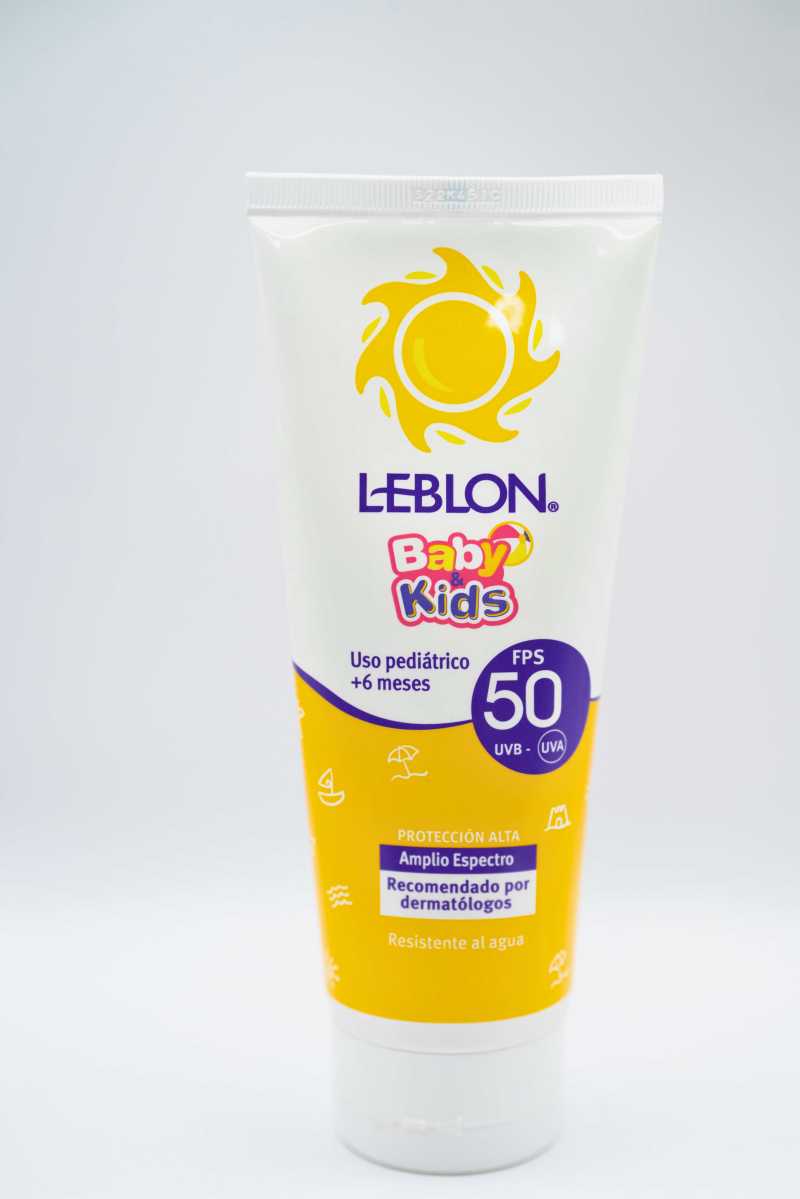 LEBLON®
Baby
&
Kids
Uso pediátrico
+6 meses
FPS
50
UVB - UVA
PROTECCIÓN ALTA
Amplio Espectro
Recomendado por
dermatólogos
Resistente al agua